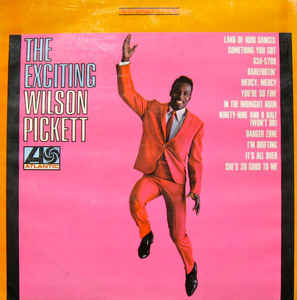 THE
EXCITING
WILSON
PICKETT
ATLANTIC
LAND OF 1000 DANCES
SOMETHING YOU GOT
634-5789
BAREFOOTIN'
MERCY, MERCY
YOU'RE SO FINE
IN THE MIDNIGHT HOUR
NINETY-NINE AND A HALF
(WON'T DO)
DANGER ZONE
I'M DRIFTING
IT'S ALL OVER
SHE'S SO GOOD TO ME